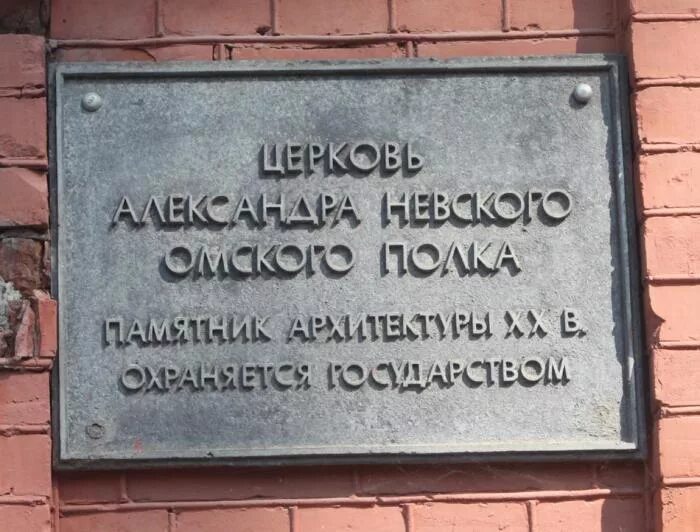 ЦЕРКОВЬ
АЛЕКСАНДРА НЕВСКОГО
ОМСКОГО ПОЛКА
ПАМЯТНИК АРХИТЕКТУРЫ XX В.
ОХРАНЯЕТСЯ ГОСУДАРСТВОМ